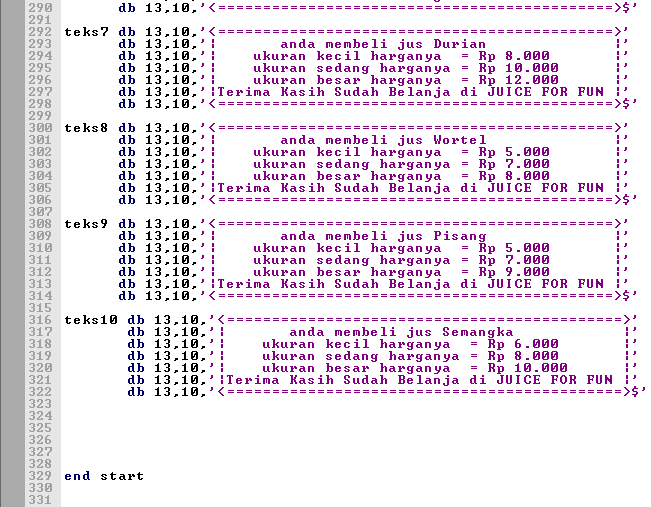 290        db 13,10,'<============================================>$'
291
292 teks7 db 13,10,'<============================================>'
293       db 13,10,'¦       anda membeli jus Durian              ¦'
294       db 13,10,'¦    ukuran kecil harganya  = Rp 8.000       ¦'
295       db 13,10,'¦    ukuran sedang harganya = Rp 10.000      ¦'
296       db 13,10,'¦    ukuran besar harganya  = Rp 12.000      ¦'
297       db 13,10,'¦Terima Kasih Sudah Belanja di JUICE FOR FUN ¦'
298       db 13,10,'<============================================>$'
299
300 teks8 db 13,10,'<============================================>'
301       db 13,10,'¦       anda membeli jus Wortel              ¦'
302       db 13,10,'¦    ukuran kecil harganya  = Rp 5.000       ¦'
303       db 13,10,'¦    ukuran sedang harganya = Rp 7.000       ¦'
304       db 13,10,'¦    ukuran besar harganya  = Rp 8.000       ¦'
305       db 13,10,'¦Terima Kasih Sudah Belanja di JUICE FOR FUN ¦'
306       db 13,10,'<============================================>$'
307
308 teks9 db 13,10,'<============================================>'
309       db 13,10,'¦       anda membeli jus Pisang              ¦'
310       db 13,10,'¦    ukuran kecil harganya  = Rp 5.000       ¦'
311       db 13,10,'¦    ukuran sedang harganya = Rp 7.000       ¦'
312       db 13,10,'¦    ukuran besar harganya  = Rp 9.000       ¦'
313       db 13,10,'¦Terima Kasih Sudah Belanja di JUICE FOR FUN ¦'
314       db 13,10,'<============================================>$'
315
316 teks10 db 13,10,'<============================================>'
317        db 13,10,'¦       anda membeli jus Semangka            ¦'
318        db 13,10,'¦    ukuran kecil harganya  = Rp 6.000       ¦'
319        db 13,10,'¦    ukuran sedang harganya = Rp 8.000       ¦'
320        db 13,10,'¦    ukuran besar harganya  = Rp 10.000      ¦'
321        db 13,10,'¦Terima Kasih Sudah Belanja di JUICE FOR FUN ¦'
322        db 13,10,'<============================================>$'
323
324
325
326
327
328
329 end start
330
331